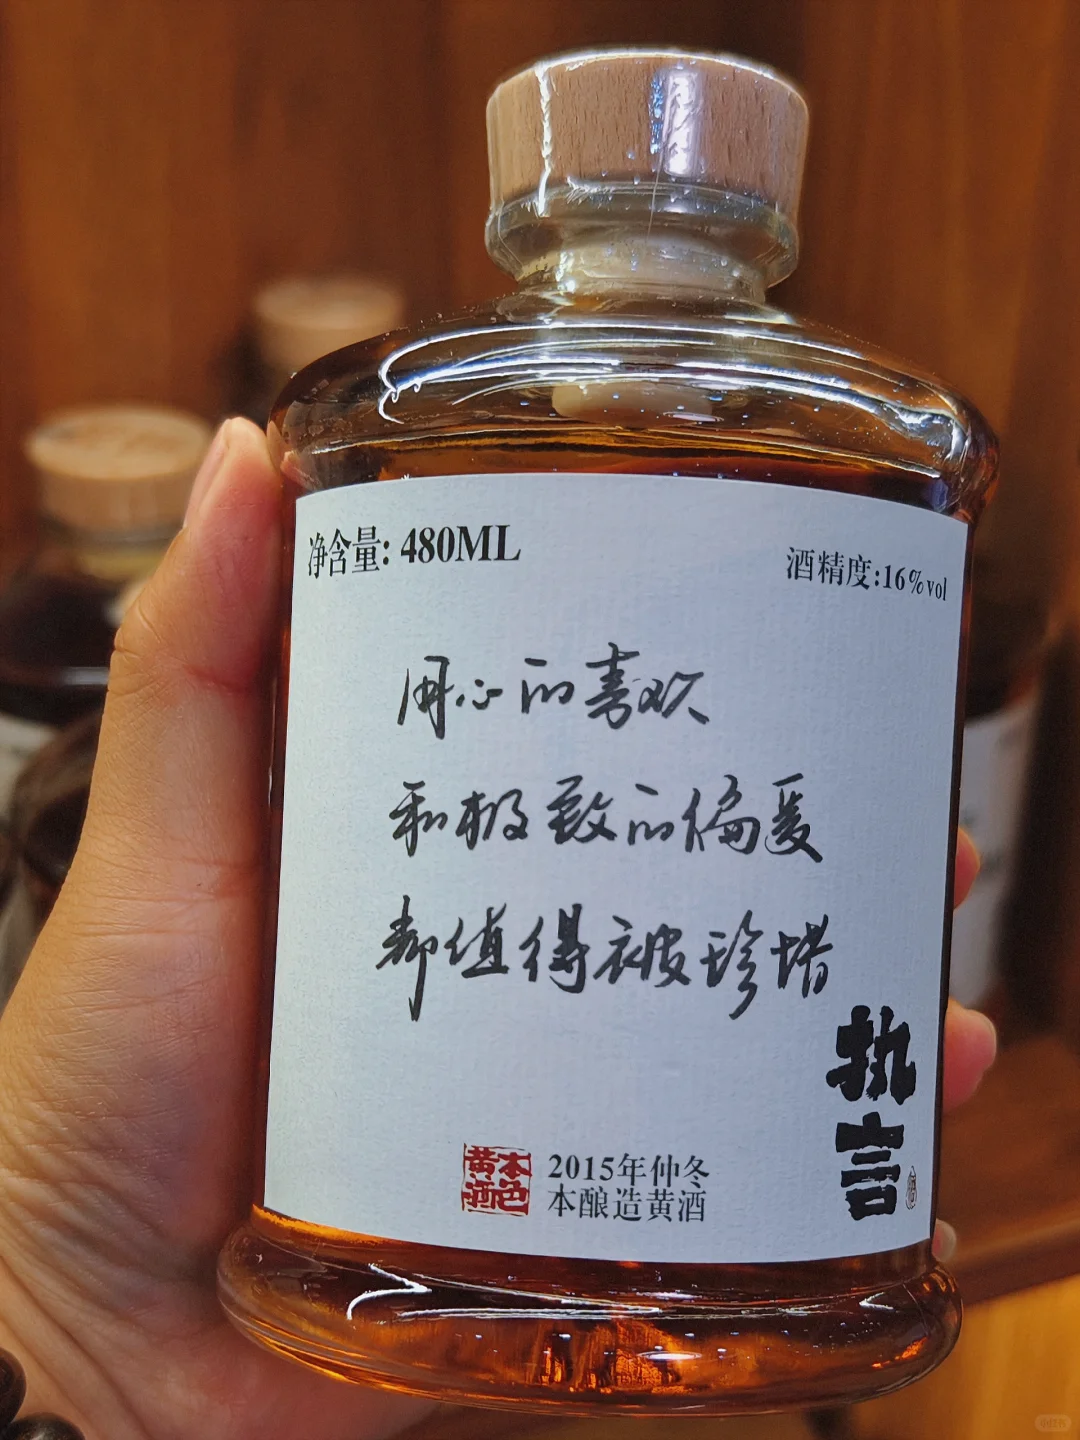 净含量: 480ML
酒精度:16%vol
用心的喜欢
和极致的偏爱
都值得被珍惜
执言
本色黄酒
2015年仲冬
本酿造黄酒